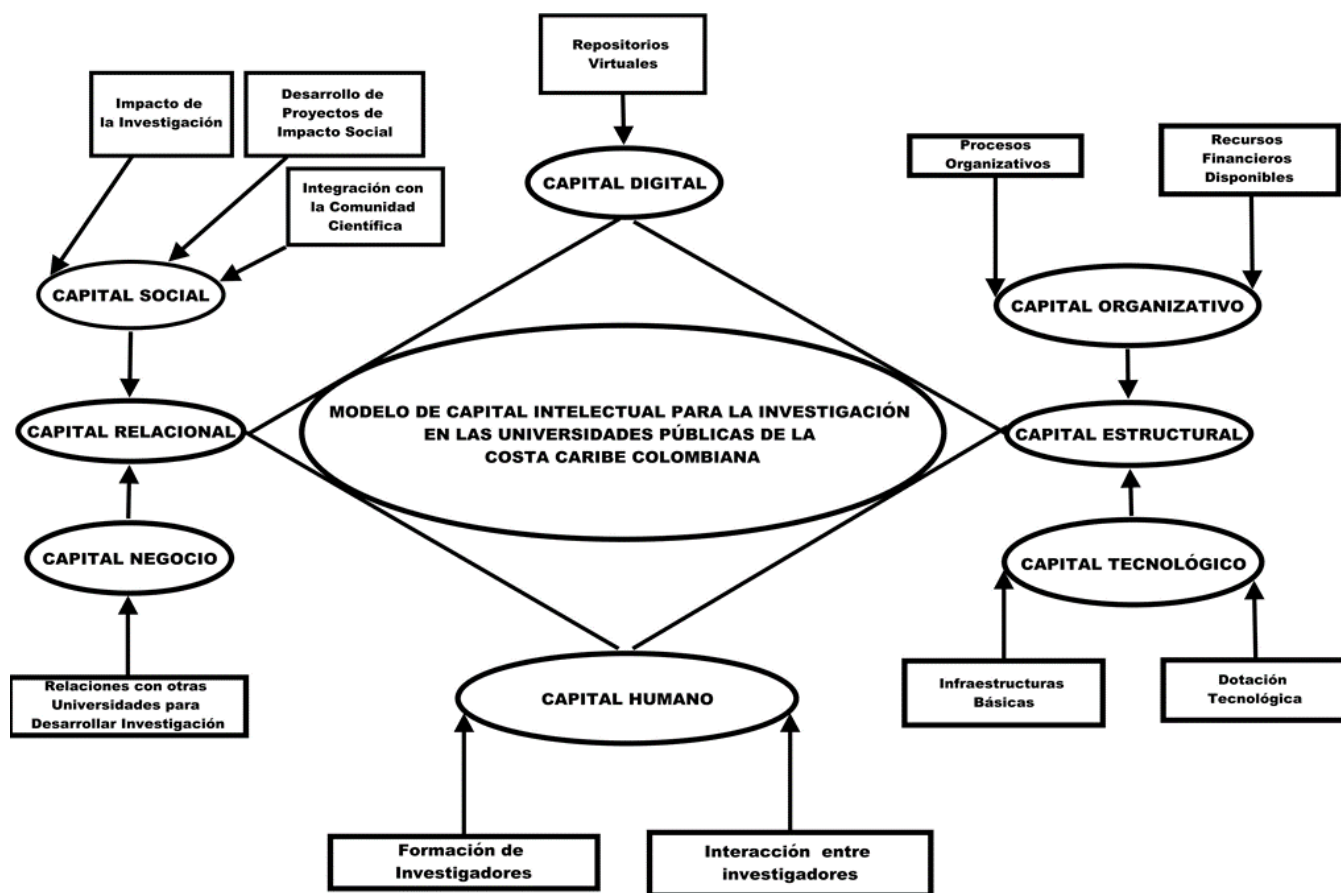 Repositorios
Virtuales
Impacto de
la Investigación
Desarrollo de
Proyectos de
Impacto Social
Integración con
la Comunidad
Científica
Procesos
Organizativos
Recursos
Financieros
Disponibles
CAPITAL DIGITAL
CAPITAL SOCIAL
CAPITAL ORGANIZATIVO
CAPITAL RELACIONAL
MODELO DE CAPITAL INTELECTUAL PARA LA INVESTIGACIÓN
EN LAS UNIVERSIDADES PÚBLICAS DE LA
COSTA CARIBE COLOMBIANA
CAPITAL ESTRUCTURAL
CAPITAL NEGOCIO
CAPITAL TECNOLÓGICO
Relaciones con otras
Universidades para
Desarrollar Investigación
CAPITAL HUMANO
Infraestructuras
Básicas
Dotación
Tecnológica
Formación de
Investigadores
Interacción entre
investigadores